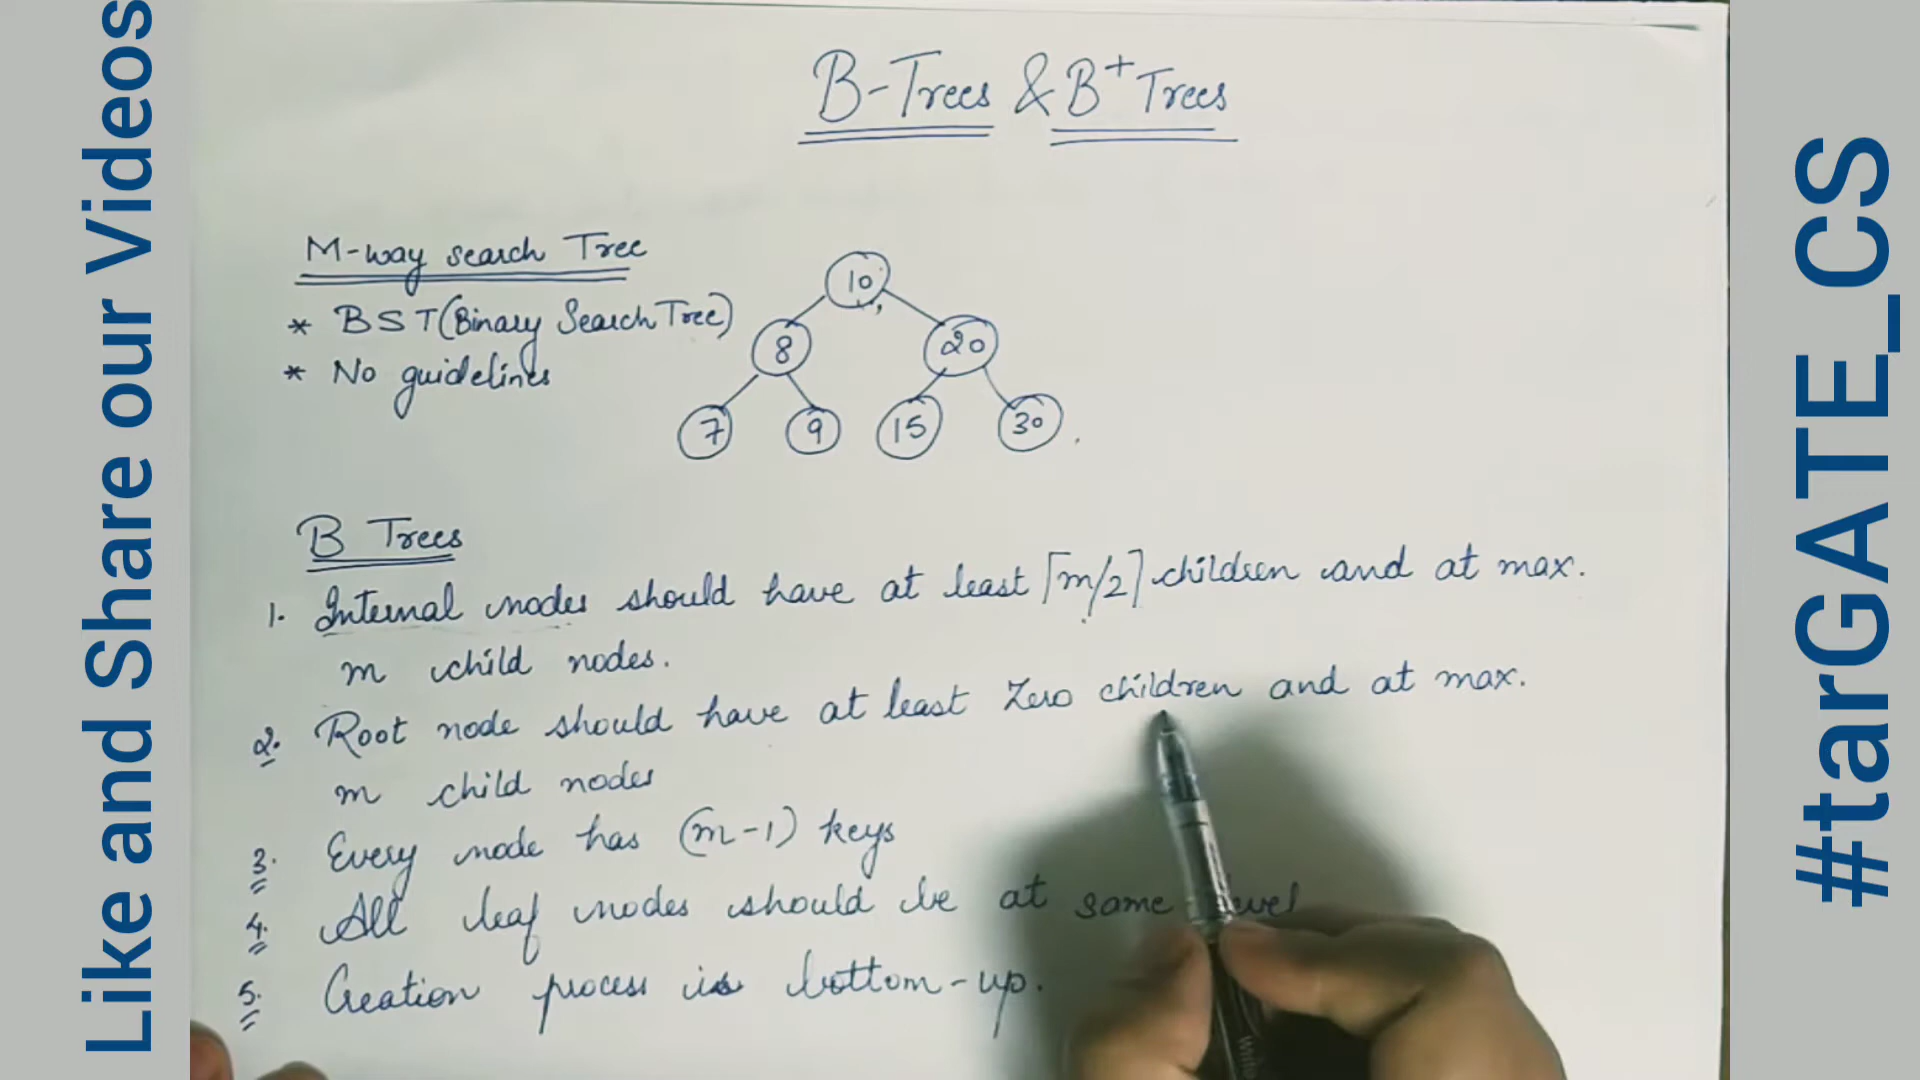 Like and Share our Videos
B-Trees & B+ Trees
M-way search Tree
* BST(Binary Search Tree)
* No guidelines
10
8
20
7
9
15
30
B Trees
1. Internal nodes should have at least ⌈m/2⌉ children and at max.
m child nodes.
2. Root node should have at least Zero children and at max.
m child nodes
3. Every node has (m-1) keys
4. All leaf nodes should be at same level
5. Creation process is bottom-up.
#tarGATE_CS